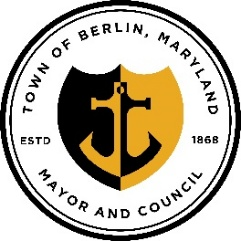 TOWN OF BERLIN, MARYLAND
ESTD 1868
MAYOR AND COUNCIL